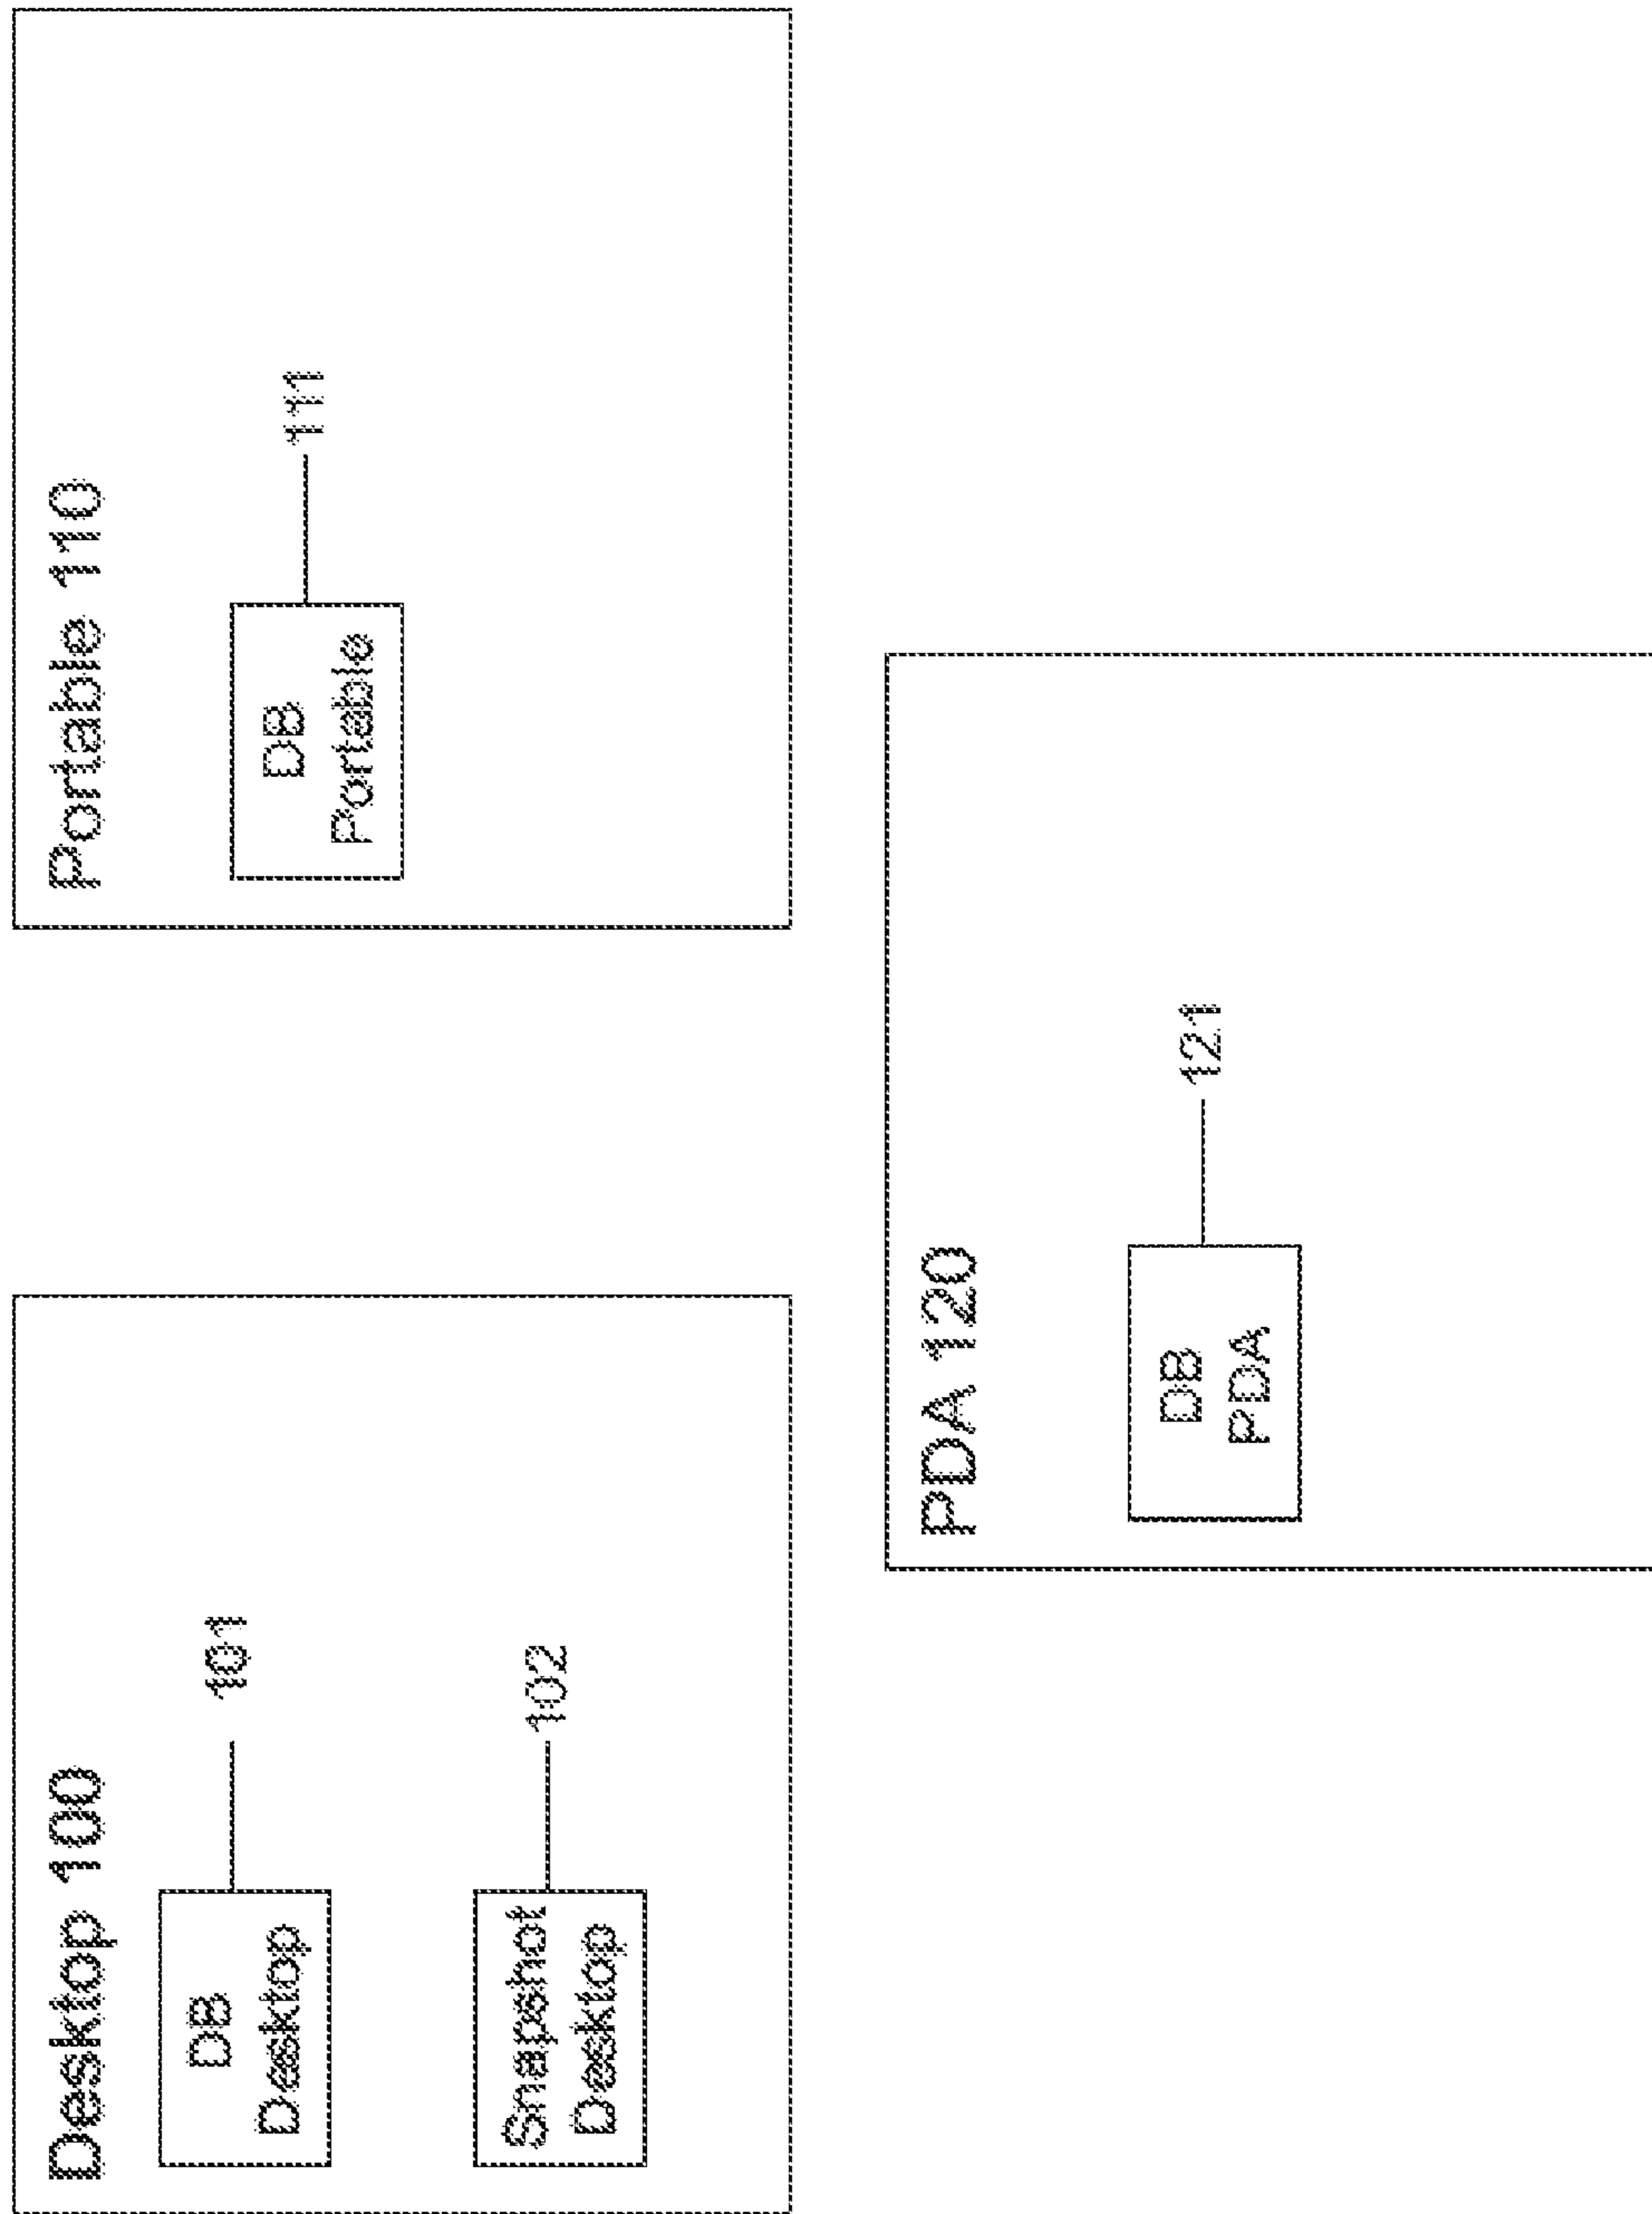 Desktop 100
DB
Desktop
101
Snapshot
Desktop
102
Portable 110
DB
Portable
111
PDA 120
DB
PDA
121